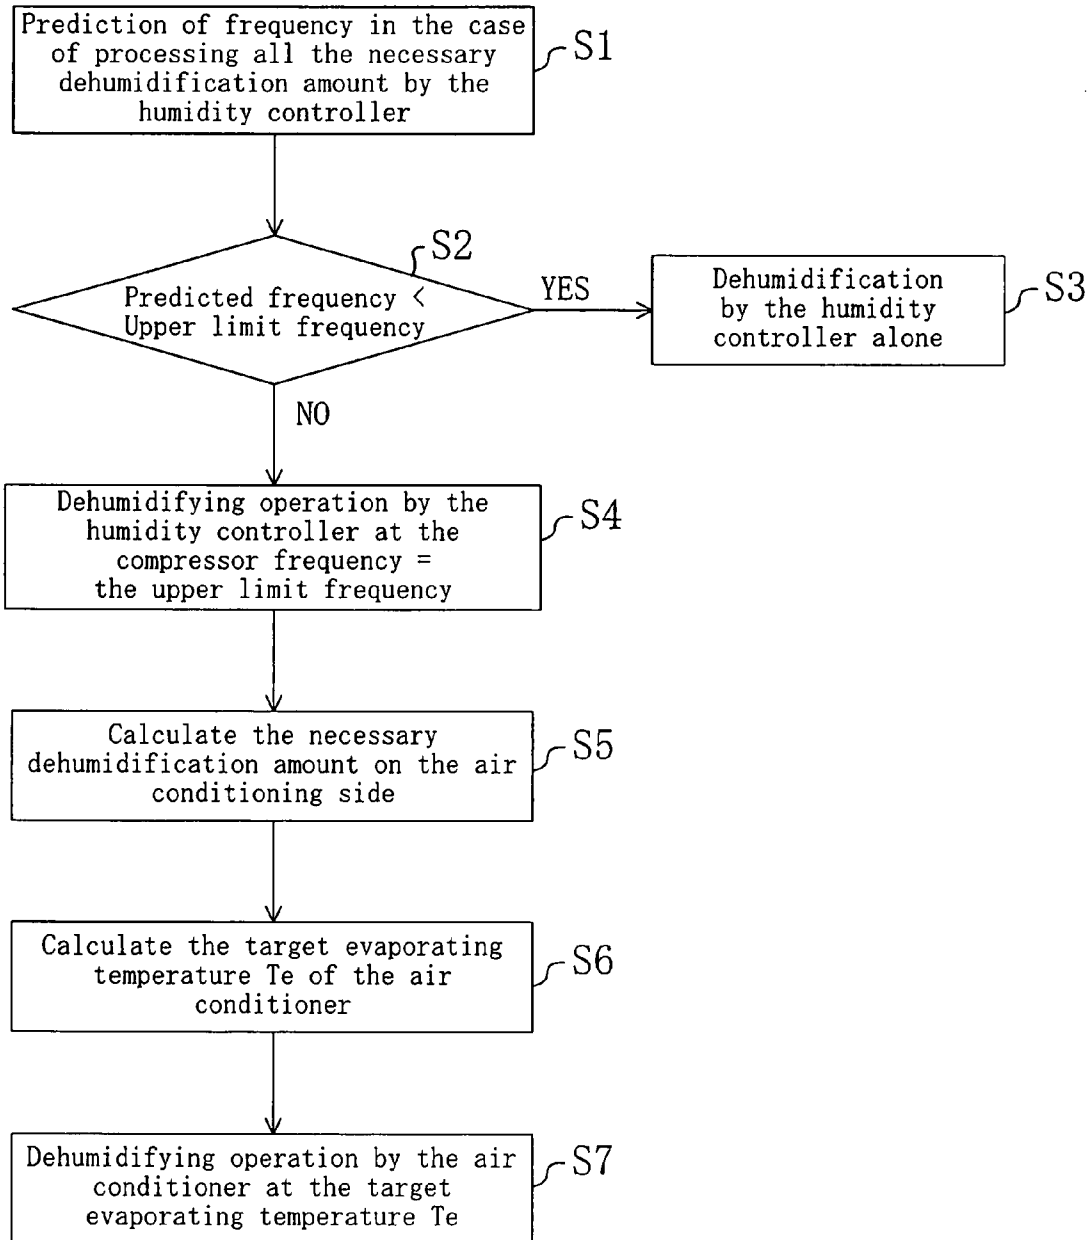 Prediction of frequency in the case
of processing all the necessary
dehumidification amount by the
humidity controller
S1
S2
Predicted frequency <
Upper limit frequency
YES
Dehumidification
by the humidity
controller alone
S3
NO
Dehumidifying operation by the
humidity controller at the
compressor frequency =
the upper limit frequency
S4
Calculate the necessary
dehumidification amount on the air
conditioning side
S5
Calculate the target evaporating
temperature Te of the air
conditioner
S6
Dehumidifying operation by the air
conditioner at the target
evaporating temperature Te
S7